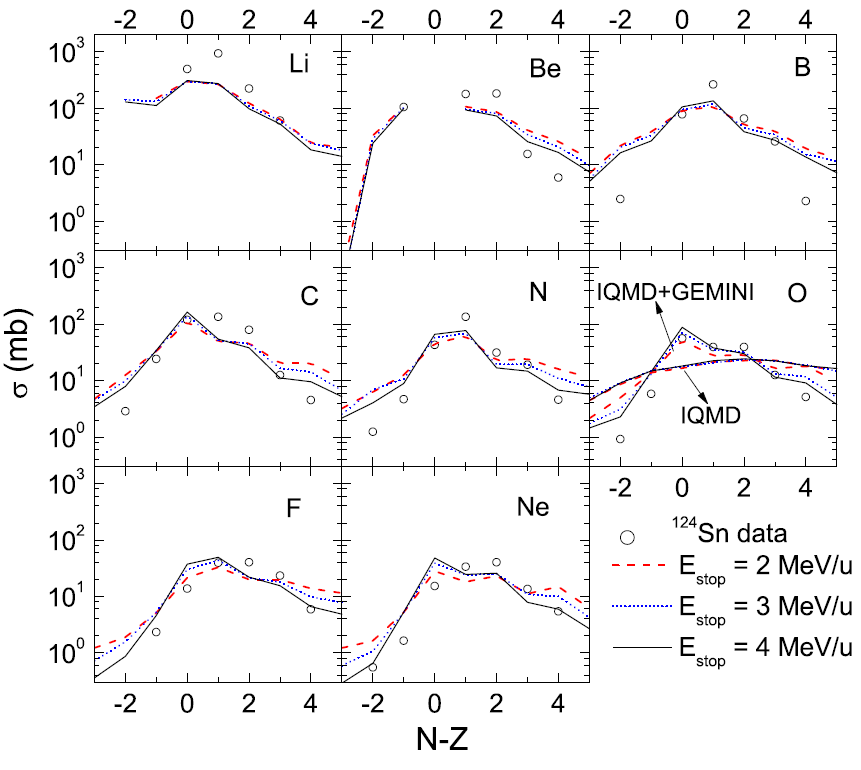 -2 0 2 4 -2 0 2 4 -2 0 2 4
10³ Li Be B
10²
10¹
10⁰
10³ C N O
IQMD+GEMINI
10²
10¹
IQMD
10⁰
σ (mb)
-2 0 2 4
10³ F Ne
10²
10¹
10⁰
¹²⁴Sn data
E_stop = 2 MeV/u
E_stop = 3 MeV/u
E_stop = 4 MeV/u
-2 0 2 4 -2 0 2 4
N-Z